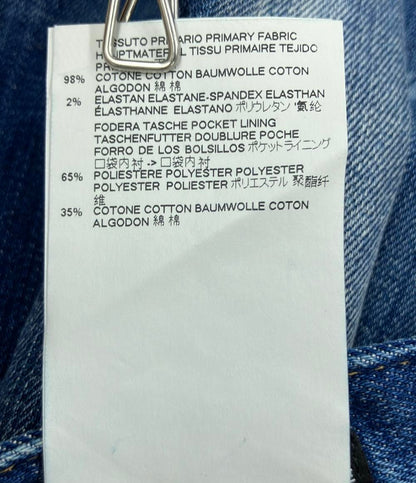 TESSUTO PRIMARIO PRIMARY FABRIC
HAUPTMATERIAL TISSU PRIMAIRE TEJIDO
PR
98% COTONE COTTON BAUMWOLLE COTON
ALGODON 綿 棉
2% ELASTAN ELASTANE-SPANDEX ELASTHAN
ÉLASTHANNE ELASTANO ポリウレタン '氨 纶
FODERA TASCHE POCKET LINING
TASCHENFUTTER DOUBLURE POCHE
FORRO DE LOS BOLSILLOS ポケットライニング
口袋内衬 -> 口袋内衬
65% POLIESTERE POLYESTER POLYESTER
POLYESTER POLIESTER ポリエステル 聚酯纤
维
35% COTONE COTTON BAUMWOLLE COTON
ALGODON 綿 棉